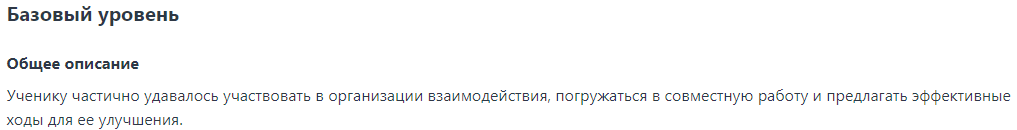 Базовый уровень
Общее описание
Ученику частично удавалось участвовать в организации взаимодействия, погружаться в совместную работу и предлагать эффективные
ходы для ее улучшения.